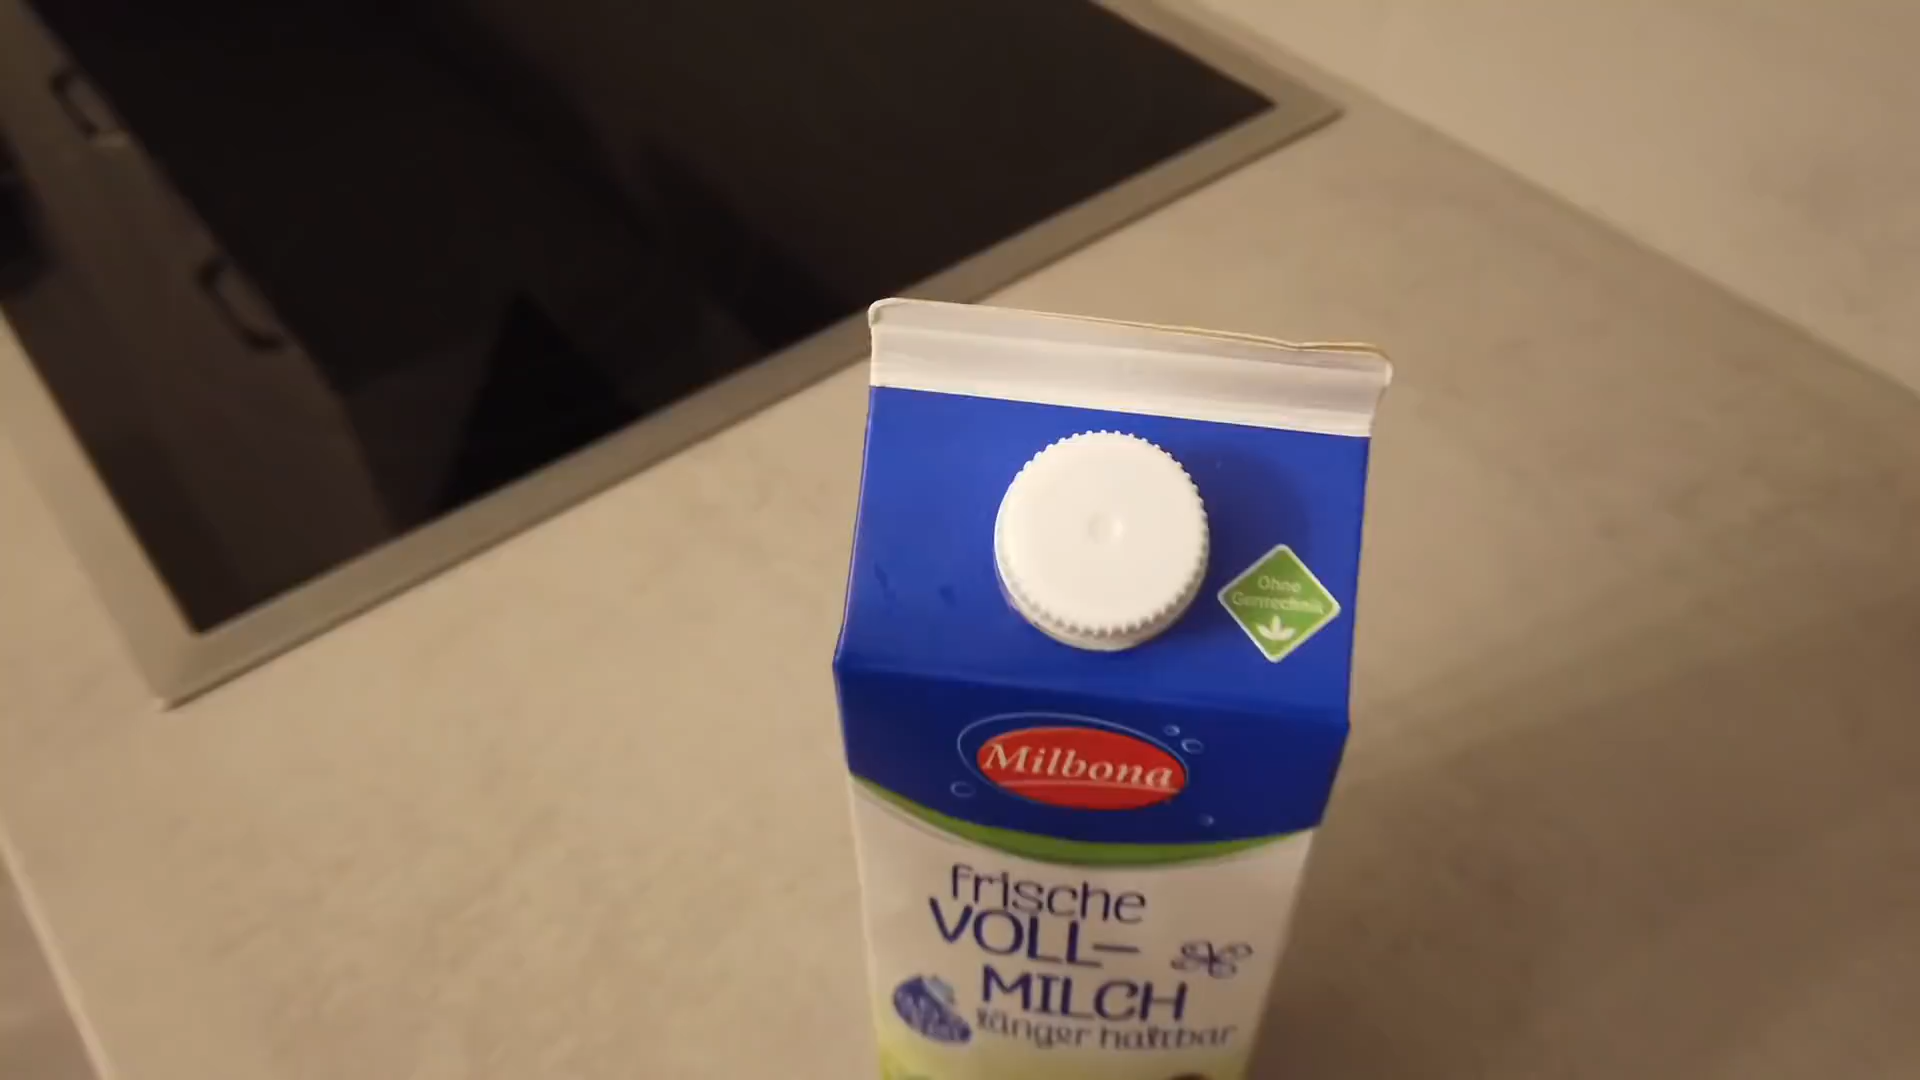 Ohne
Gentechnik
Milbona
frische
VOLL-
MILCH
länger haltbar